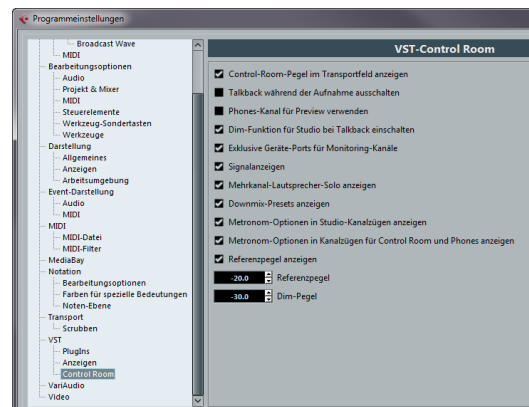 Programmeinstellungen
Broadcast Wave
MIDI
Bearbeitungsoptionen
Audio
Projekt & Mixer
MIDI
Steuerelemente
Werkzeug-Sondertasten
Werkzeuge
Darstellung
Allgemeines
Anzeigen
Arbeitsumgebung
Event-Darstellung
Audio
MIDI
MIDI
MIDI-Datei
MIDI-Filter
MediaBay
Notation
Bearbeitungsoptionen
Farben für spezielle Bedeutungen
Noten-Ebene
Transport
Scrubben
VST
PlugIns
Anzeigen
Control Room
VariAudio
Video
VST-Control Room
Control-Room-Pegel im Transportfeld anzeigen
Talkback während der Aufnahme ausschalten
Phones-Kanal für Preview verwenden
Dim-Funktion für Studio bei Talkback einschalten
Exklusive Geräte-Ports für Monitoring-Kanäle
Signalanzeigen
Mehrkanal-Lautsprecher-Solo anzeigen
Downmix-Presets anzeigen
Metronom-Optionen in Studio-Kanalzügen anzeigen
Metronom-Optionen in Kanalzügen für Control Room und Phones anzeigen
Referenzpegel anzeigen
-20.0 Referenzpegel
-30.0 Dim-Pegel